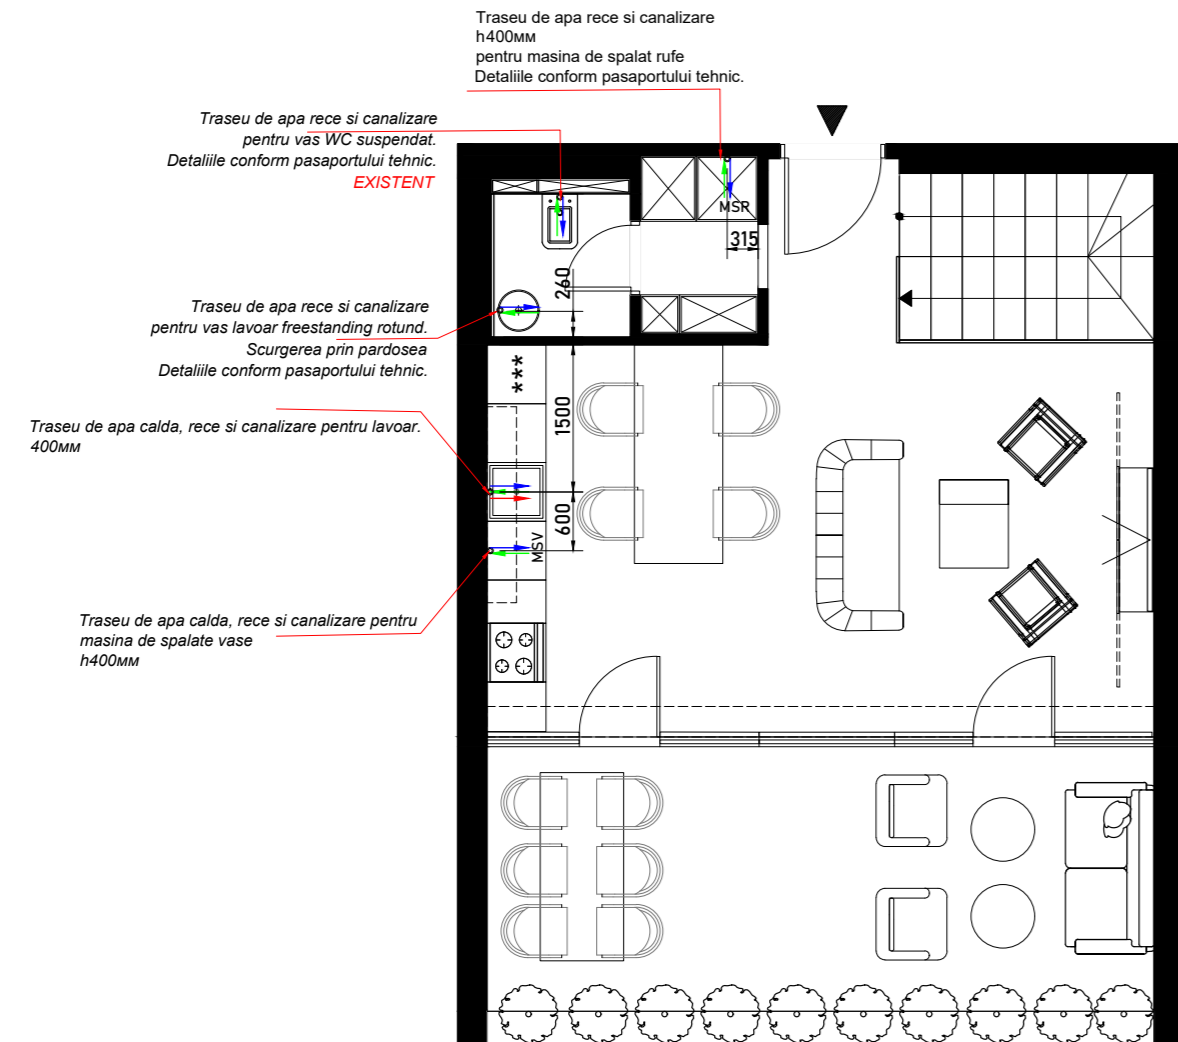 Traseu de apa rece si canalizare
h400мм
pentru masina de spalat rufe
Detaliile conform pasaportului tehnic.
Traseu de apa rece si canalizare
pentru vas WC suspendat.
Detaliile conform pasaportului tehnic.
EXISTENT
MSR
315
260
Traseu de apa rece si canalizare
pentru vas lavoar freestanding rotund.
Scurgerea prin pardosea
Detaliile conform pasaportului tehnic.
***
1500
Traseu de apa calda, rece si canalizare pentru lavoar.
400мм
600
MSV
Traseu de apa calda, rece si canalizare pentru
masina de spalate vase
h400мм